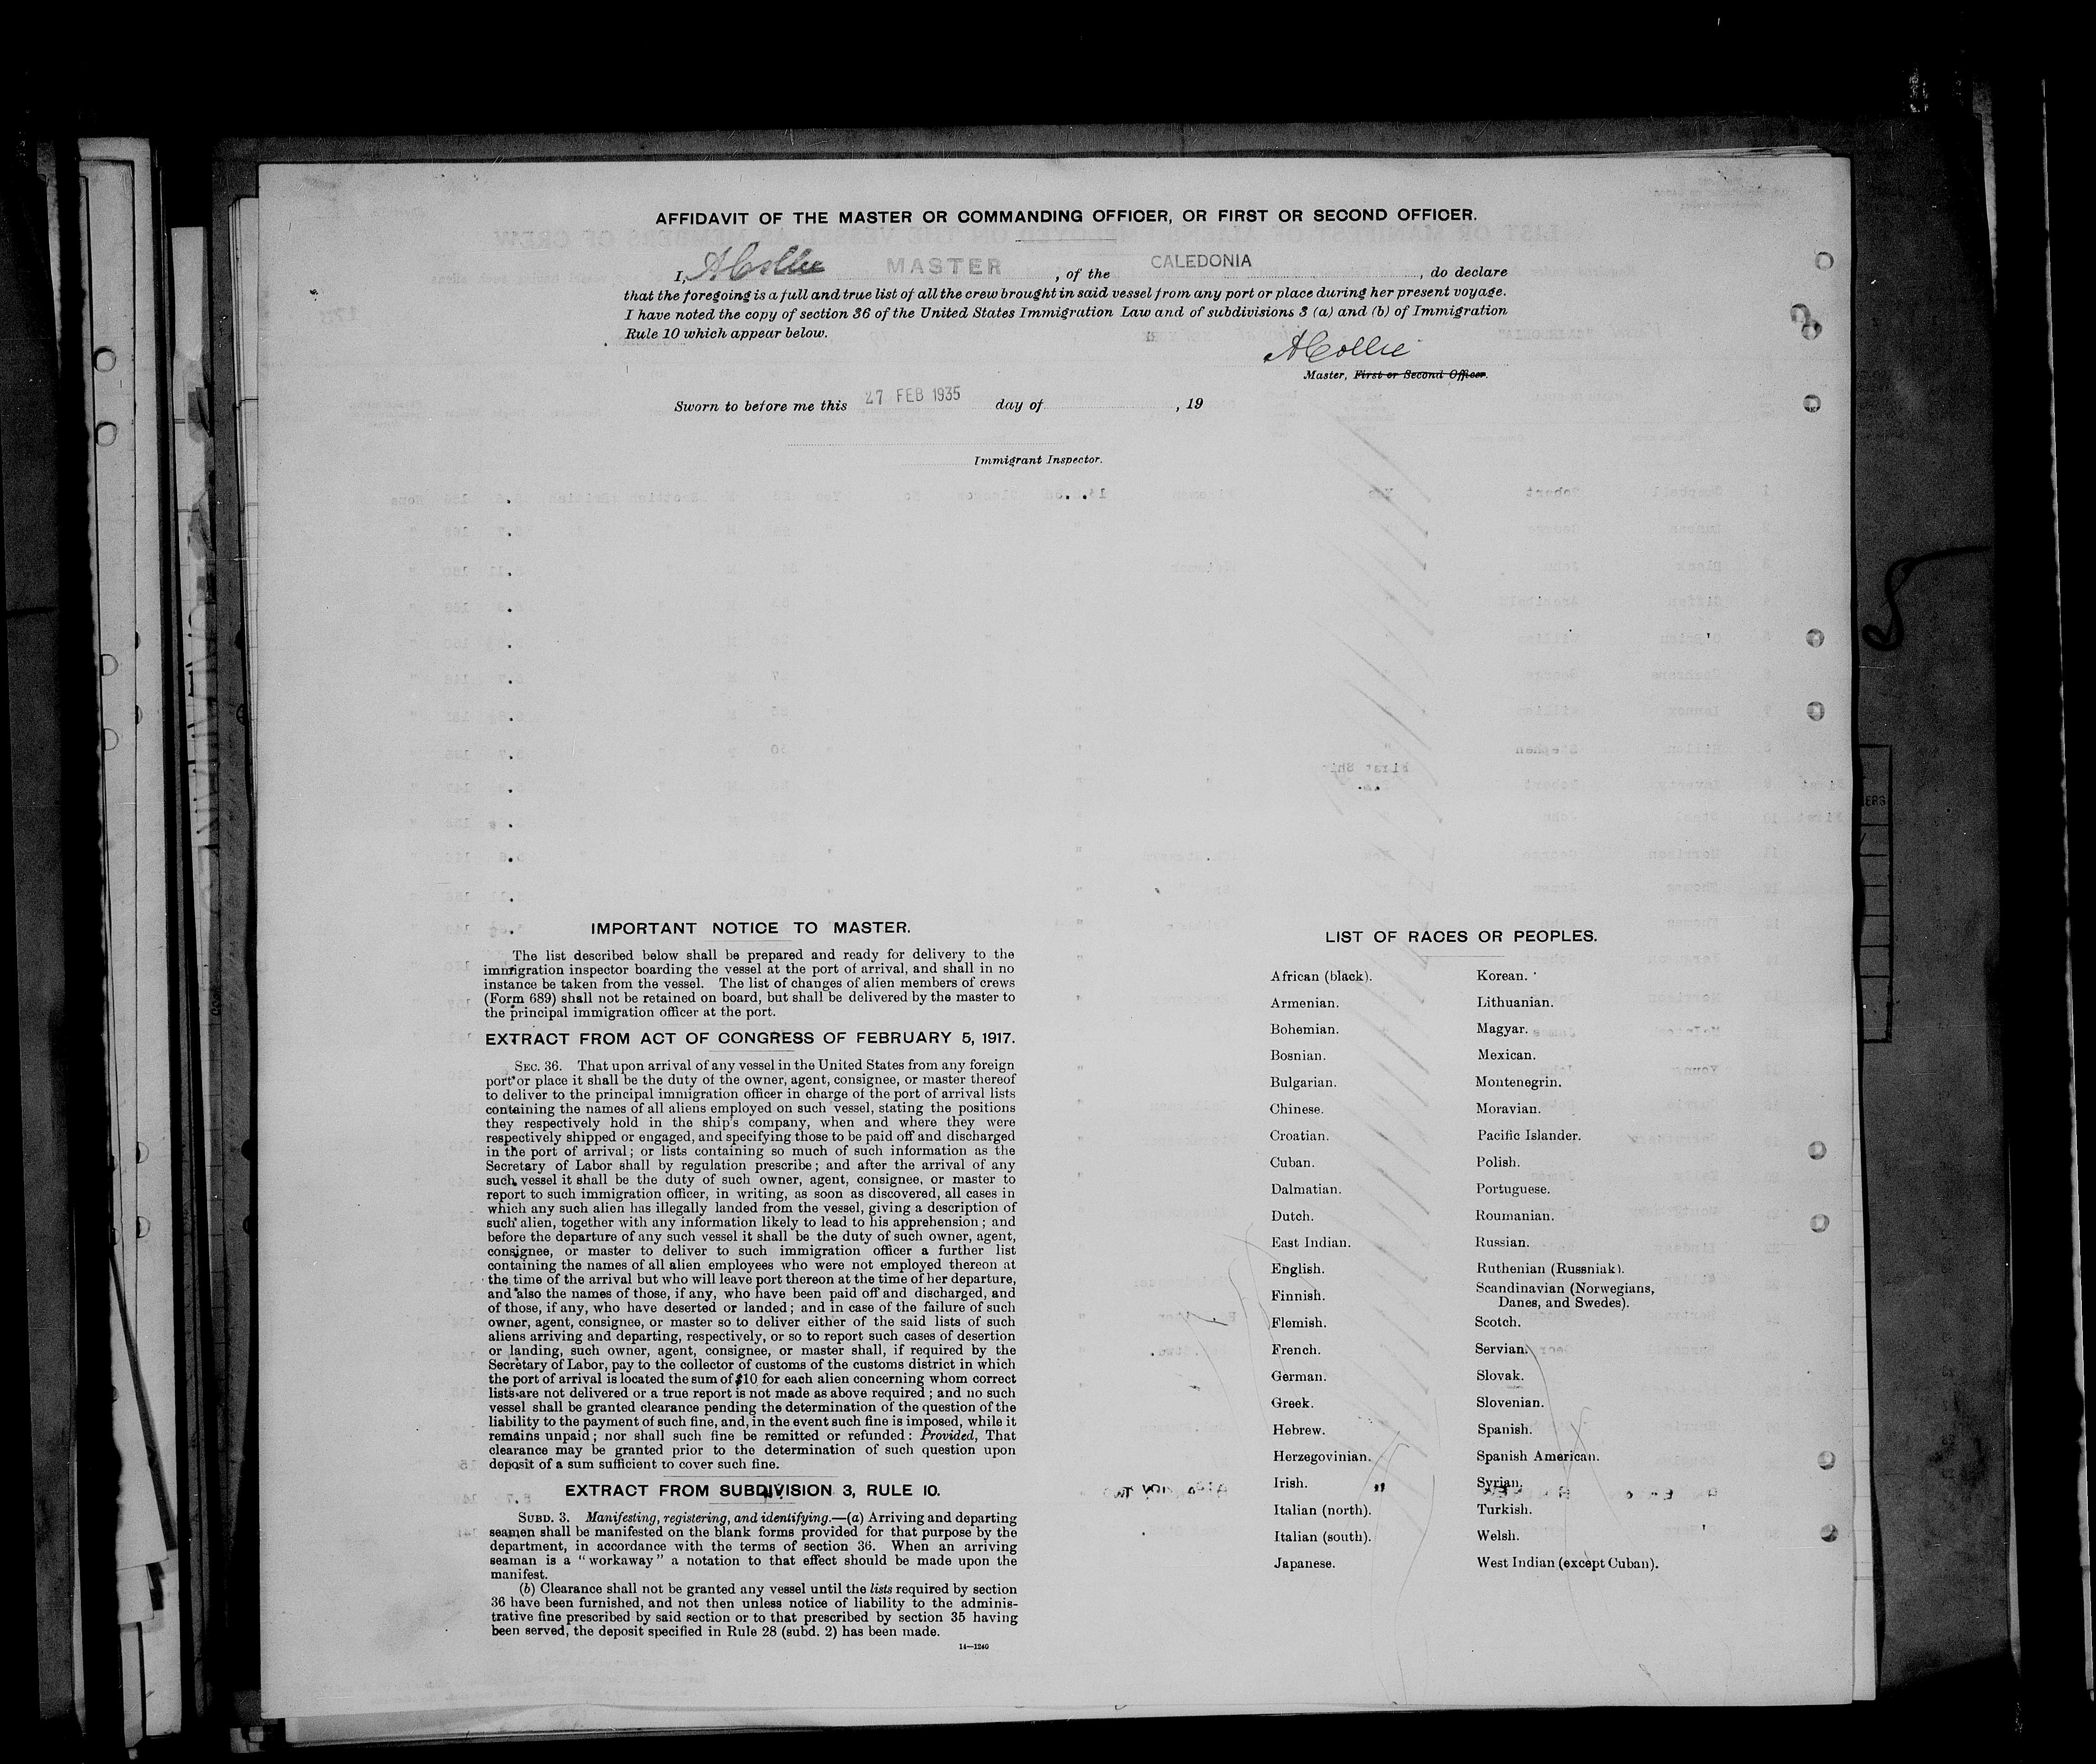 AFFIDAVIT OF THE MASTER OR COMMANDING OFFICER, OR FIRST OR SECOND OFFICER.
I, A Collie MASTER, of the CALEDONIA, do declare
that the foregoing is a full and true list of all the crew brought in said vessel from any port or place during her present voyage.
I have noted the copy of section 36 of the United States Immigration Law and of subdivisions 3 (a) and (b) of Immigration
Rule 10 which appear below.
A Collie
Master, First or Second Officer.
Sworn to before me this 27 FEB 1935 day of , 19
Immigrant Inspector.
IMPORTANT NOTICE TO MASTER.
The list described below shall be prepared and ready for delivery to the
immigration inspector boarding the vessel at the port of arrival, and shall in no
instance be taken from the vessel. The list of changes of alien members of crews
(Form 689) shall not be retained on board, but shall be delivered by the master to
the principal immigration officer at the port.
EXTRACT FROM ACT OF CONGRESS OF FEBRUARY 5, 1917.
SEC. 36. That upon arrival of any vessel in the United States from any foreign
port or place it shall be the duty of the owner, agent, consignee, or master thereof
to deliver to the principal immigration officer in charge of the port of arrival lists
containing the names of all aliens employed on such vessel, stating the positions
they respectively hold in the ship's company, when and where they were
respectively shipped or engaged, and specifying those to be paid off and discharged
in the port of arrival; or lists containing so much of such information as the
Secretary of Labor shall by regulation prescribe; and after the arrival of any
such vessel it shall be the duty of such owner, agent, consignee, or master to
report to such immigration officer, in writing, as soon as discovered, all cases in
which any such alien has illegally landed from the vessel, giving a description of
such alien, together with any information likely to lead to his apprehension; and
before the departure of any such vessel it shall be the duty of such owner, agent,
consignee, or master to deliver to such immigration officer a further list
containing the names of all alien employees who were not employed thereon at
the time of the arrival but who will leave port thereon at the time of her departure,
and also the names of those, if any, who have been paid off and discharged, and
of those, if any, who have deserted or landed; and in case of the failure of such
owner, agent, consignee, or master so to deliver either of the said lists of such
aliens arriving and departing, respectively, or so to report such cases of desertion
or landing, such owner, agent, consignee, or master shall, if required by the
Secretary of Labor, pay to the collector of customs of the customs district in which
the port of arrival is located the sum of $10 for each alien concerning whom correct
lists are not delivered or a true report is not made as above required; and no such
vessel shall be granted clearance pending the determination of the question of the
liability to the payment of such fine, and, in the event such fine is imposed, while it
remains unpaid; nor shall such fine be remitted or refunded: Provided, That
clearance may be granted prior to the determination of such question upon
deposit of a sum sufficient to cover such fine.
EXTRACT FROM SUBDIVISION 3, RULE 10.
SUBD. 3. Manifesting, registering, and identifying.—(a) Arriving and departing
seamen shall be manifested on the blank forms provided for that purpose by the
department, in accordance with the terms of section 36. When an arriving
seaman is a "workaway" a notation to that effect should be made upon the
manifest.
(b) Clearance shall not be granted any vessel until the lists required by section
36 have been furnished, and not then unless notice of liability to the adminis-
trative fine prescribed by said section or to that prescribed by section 35 having
been served, the deposit specified in Rule 28 (subd. 2) has been made.
14—1240
LIST OF RACES OR PEOPLES.
African (black).
Armenian.
Bohemian.
Bosnian.
Bulgarian.
Chinese.
Croatian.
Cuban.
Dalmatian.
Dutch.
East Indian.
English.
Finnish.
Flemish.
French.
German.
Greek.
Hebrew.
Herzegovinian.
Irish.
Italian (north).
Italian (south).
Japanese.
Korean.
Lithuanian.
Magyar.
Mexican.
Montenegrin.
Moravian.
Pacific Islander.
Polish.
Portuguese.
Roumanian.
Russian.
Ruthenian (Russniak).
Scandinavian (Norwegians,
Danes, and Swedes).
Scotch.
Servian.
Slovak.
Slovenian.
Spanish.
Spanish American.
Syrian.
Turkish.
Welsh.
West Indian (except Cuban).